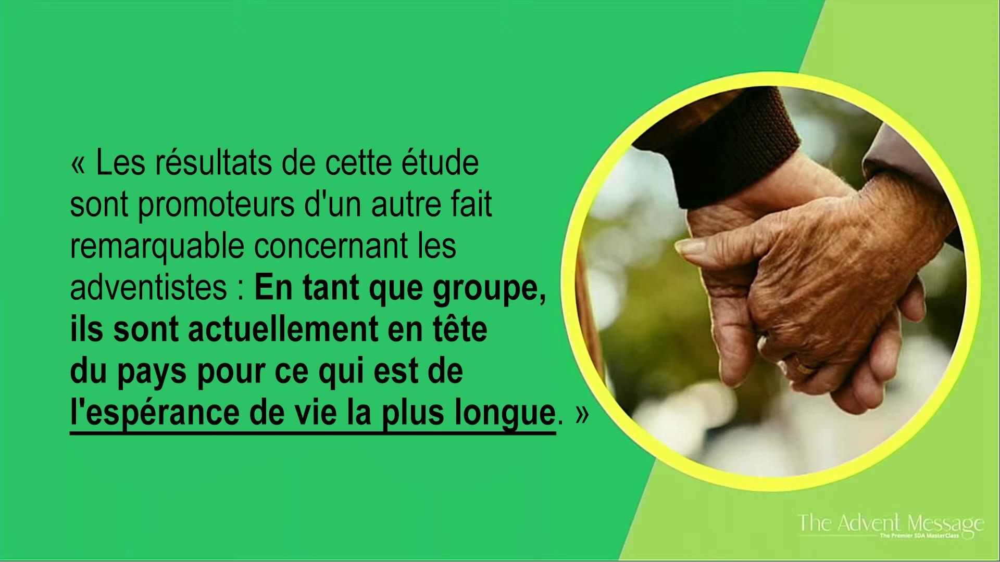 « Les résultats de cette étude
sont promoteurs d'un autre fait
remarquable concernant les
adventistes : En tant que groupe,
ils sont actuellement en tête
du pays pour ce qui est de
l'espérance de vie la plus longue. »
The Advent Message
The Premier SDA MasterClass